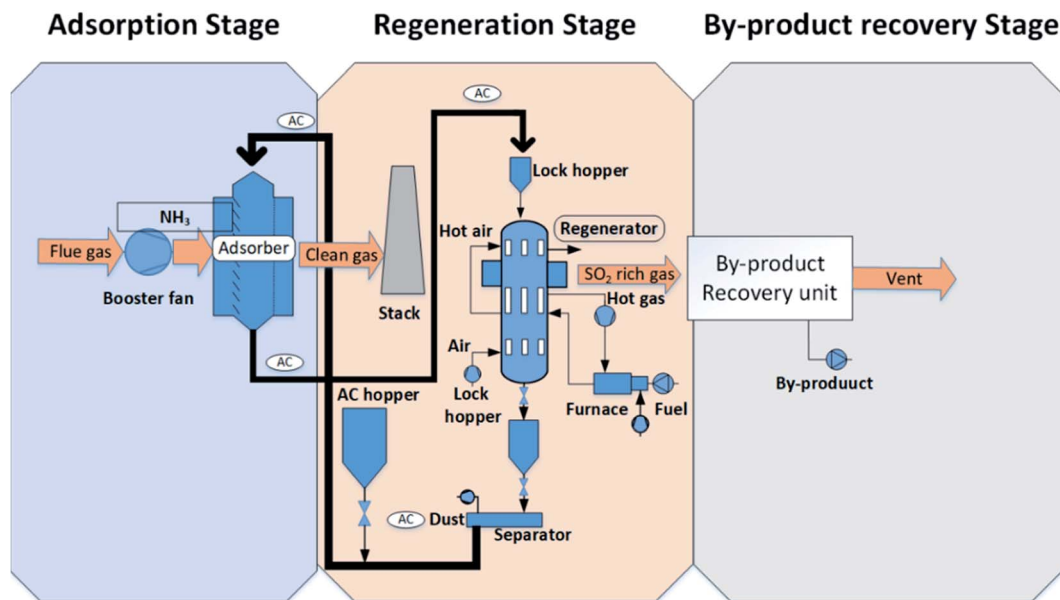 Adsorption Stage
Regeneration Stage
By-product recovery Stage
AC
AC
Lock hopper
NH₃
Hot air
Regenerator
Flue gas
Adsorber
Clean gas
SO₂ rich gas
By-product
Recovery unit
Vent
Booster fan
Stack
Hot gas
Air
AC
AC hopper
Lock
hopper
Furnace
Fuel
By-produuct
AC
Dust
Separator